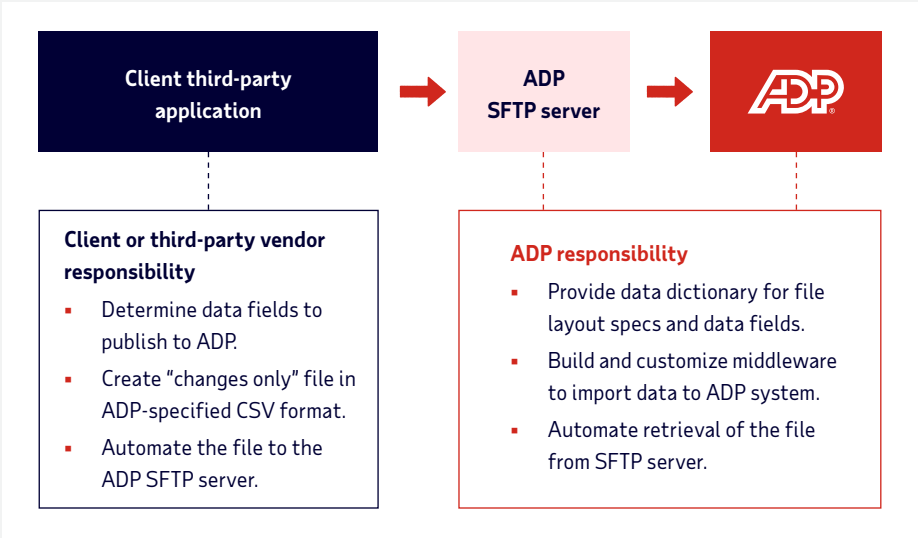 Client third-party
application
ADP
SFTP server
ADP®
Client or third-party vendor
responsibility
▪ Determine data fields to
publish to ADP.
▪ Create “changes only” file in
ADP-specified CSV format.
▪ Automate the file to the
ADP SFTP server.
ADP responsibility
▪ Provide data dictionary for file
layout specs and data fields.
▪ Build and customize middleware
to import data to ADP system.
▪ Automate retrieval of the file
from SFTP server.